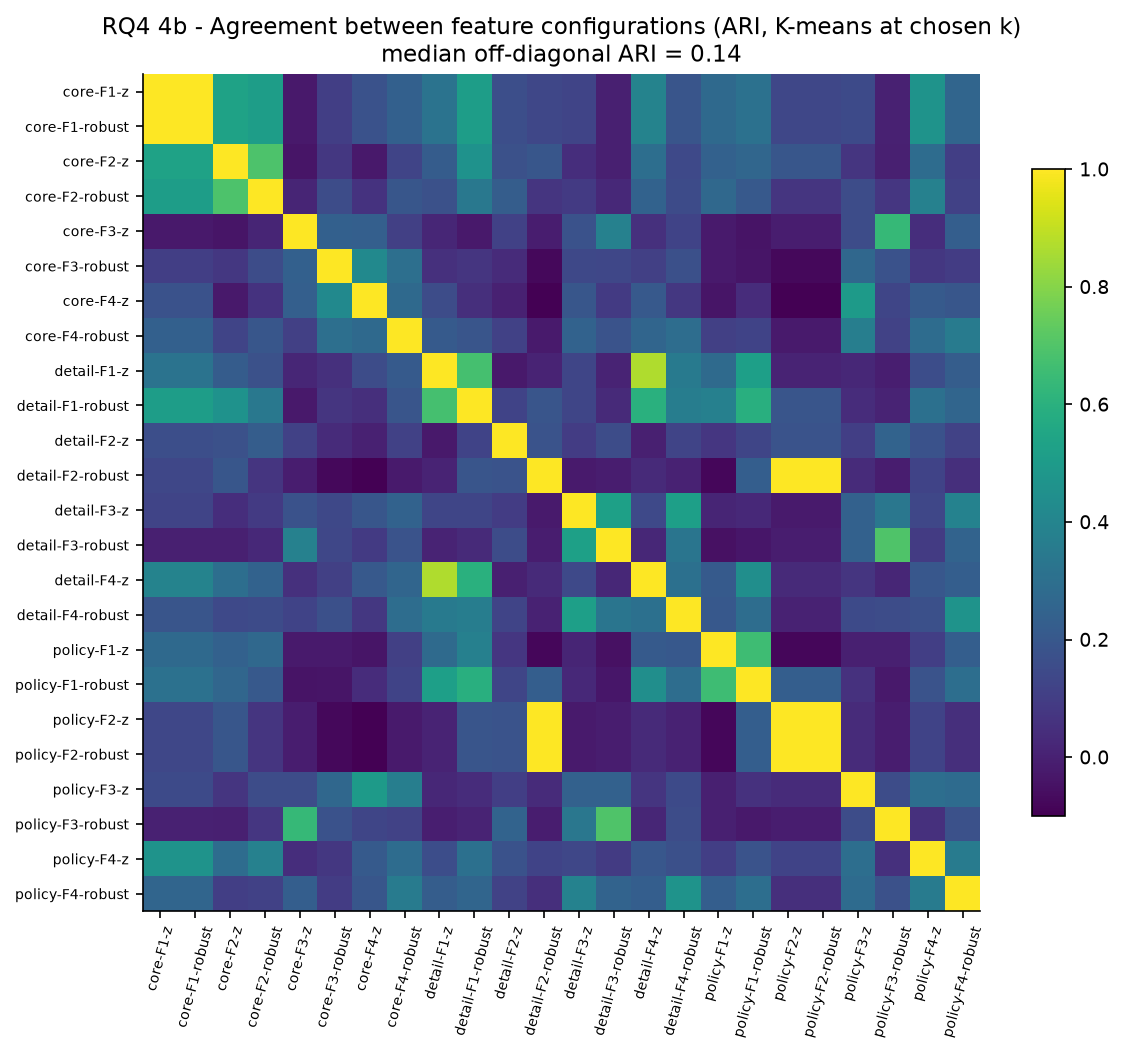 RQ4 4b - Agreement between feature configurations (ARI, K-means at chosen k)
median off-diagonal ARI = 0.14
core-F1-z
core-F1-robust
core-F2-z
core-F2-robust
core-F3-z
core-F3-robust
core-F4-z
core-F4-robust
detail-F1-z
detail-F1-robust
detail-F2-z
detail-F2-robust
detail-F3-z
detail-F3-robust
detail-F4-z
detail-F4-robust
policy-F1-z
policy-F1-robust
policy-F2-z
policy-F2-robust
policy-F3-z
policy-F3-robust
policy-F4-z
policy-F4-robust
core-F1-z
core-F1-robust
core-F2-z
core-F2-robust
core-F3-z
core-F3-robust
core-F4-z
core-F4-robust
detail-F1-z
detail-F1-robust
detail-F2-z
detail-F2-robust
detail-F3-z
detail-F3-robust
detail-F4-z
detail-F4-robust
policy-F1-z
policy-F1-robust
policy-F2-z
policy-F2-robust
policy-F3-z
policy-F3-robust
policy-F4-z
policy-F4-robust
1.0
0.8
0.6
0.4
0.2
0.0